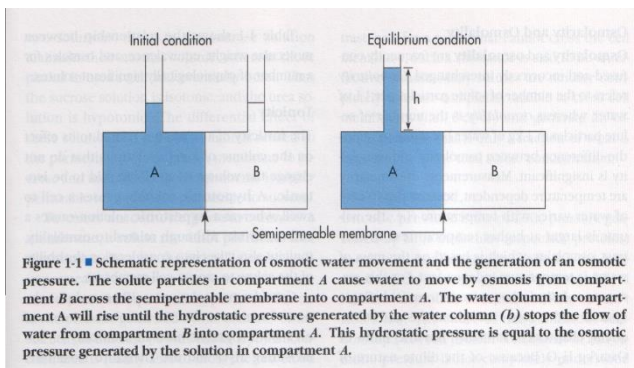 Initial condition
Equilibrium condition
h
A
B
A
B
Semipermeable membrane
Figure 1-1 ■ Schematic representation of osmotic water movement and the generation of an osmotic
pressure. The solute particles in compartment A cause water to move by osmosis from compart-
ment B across the semipermeable membrane into compartment A. The water column in compart-
ment A will rise until the hydrostatic pressure generated by the water column (h) stops the flow of
water from compartment B into compartment A. This hydrostatic pressure is equal to the osmotic
pressure generated by the solution in compartment A.